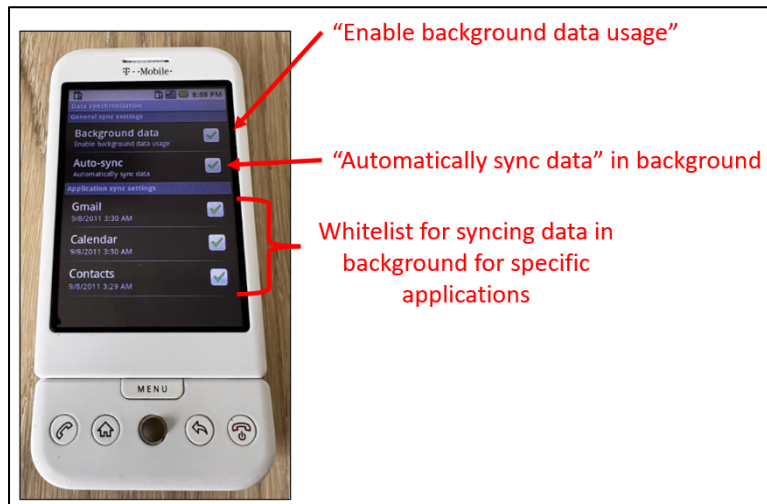 “Enable background data usage”
T··Mobile·
8:08 PM
Data synchronization
General sync settings
Background data
Enable background data usage
Auto-sync
Automatically sync data
“Automatically sync data” in background
Application sync settings
Gmail
9/8/2011 3:30 AM
Calendar
9/8/2011 3:30 AM
Contacts
9/8/2011 3:29 AM
Whitelist for syncing data in
background for specific
applications
MENU